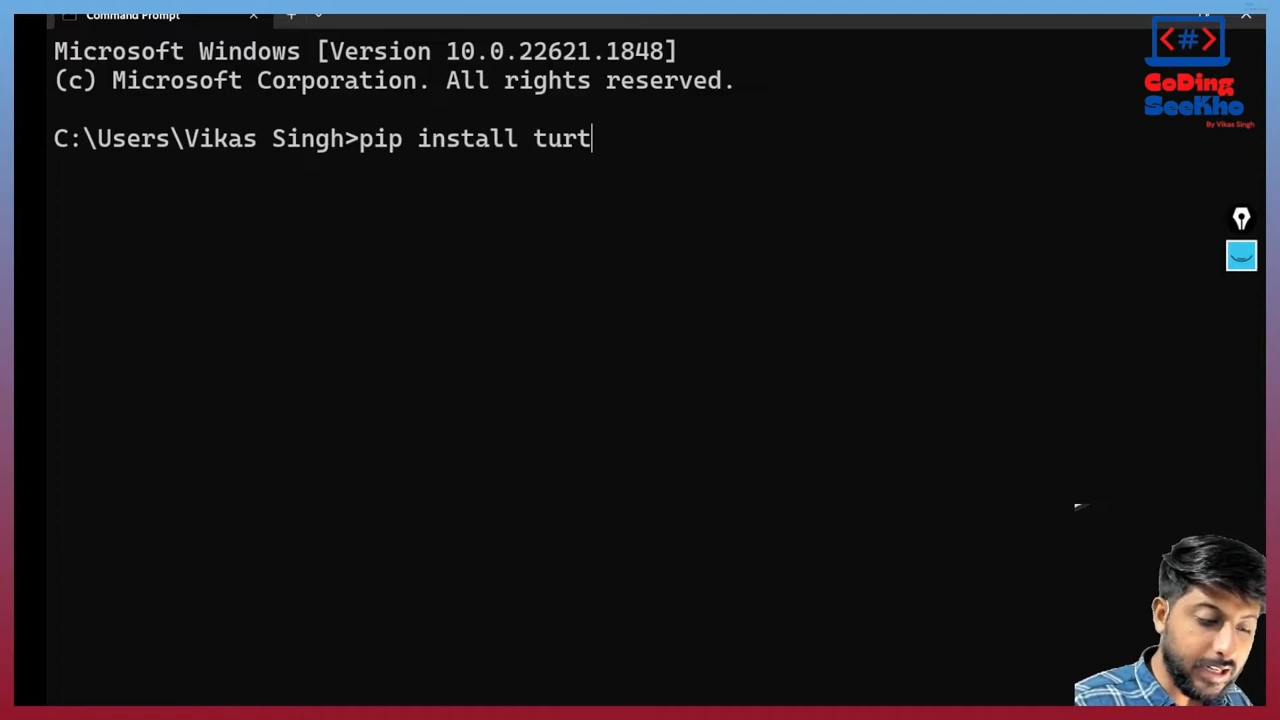 Command Prompt
Microsoft Windows [Version 10.0.22621.1848]
(c) Microsoft Corporation. All rights reserved.
C:\Users\Vikas Singh>pip install turt
<#>
CoDing
SeeKho
By Vikas Singh